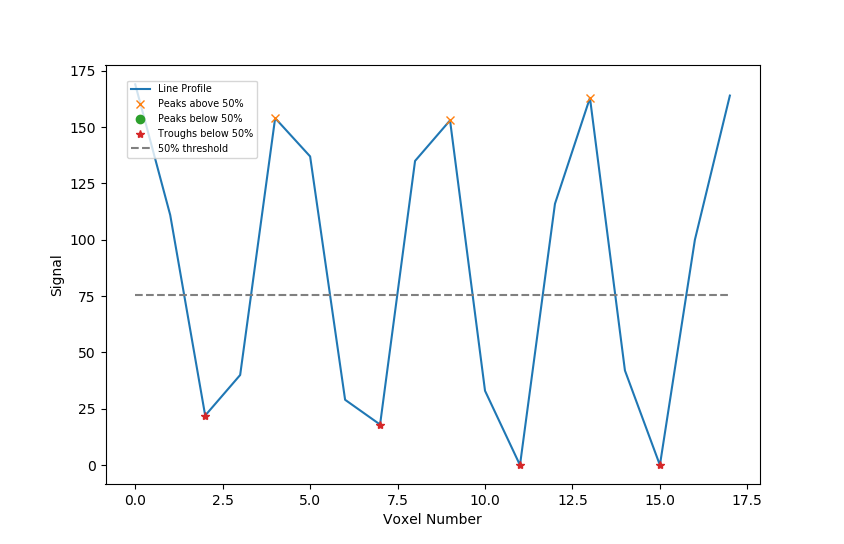 175
150
125
100
75
50
25
0
Signal
Line Profile
Peaks above 50%
Peaks below 50%
Troughs below 50%
50% threshold
0.0 2.5 5.0 7.5 10.0 12.5 15.0 17.5
Voxel Number